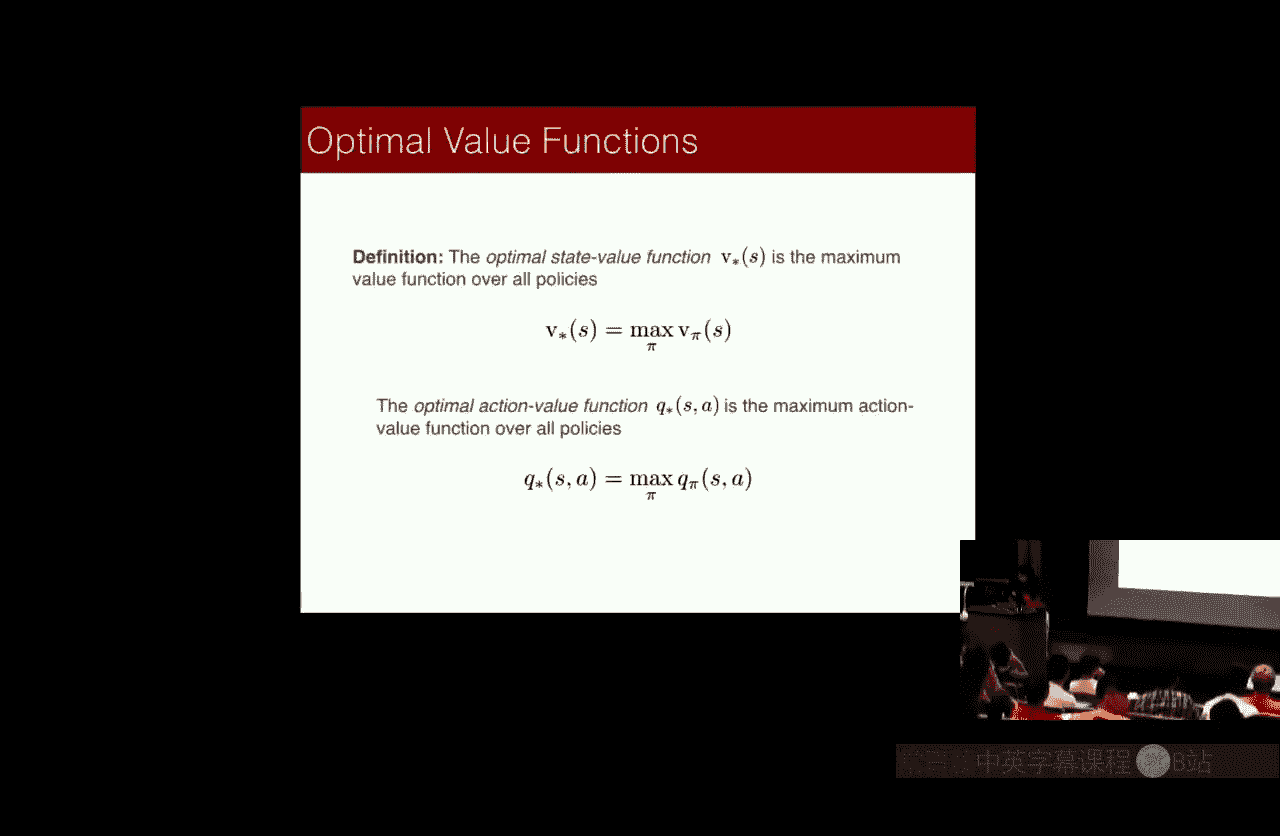 Optimal Value Functions
Definition: The optimal state-value function v∗(s) is the maximum
value function over all policies
v∗(s) = max_π v_π(s)
The optimal action-value function q∗(s, a) is the maximum action-
value function over all policies
q∗(s, a) = max_π q_π(s, a)
中英字幕课程 B站